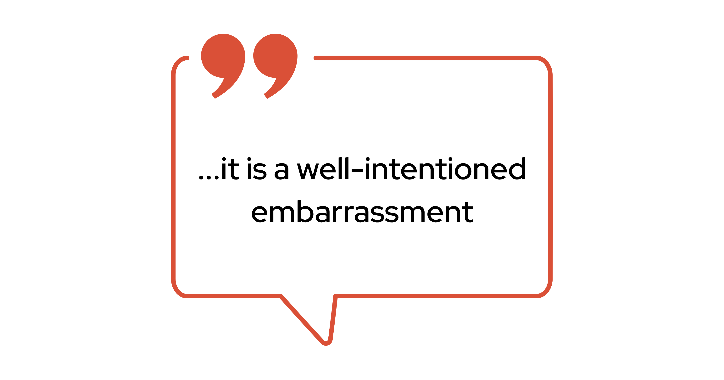 ...it is a well-intentioned
embarrassment